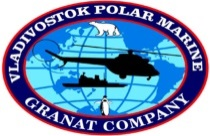 VLADIVOSTOK POLAR MARINE
GRANAT COMPANY